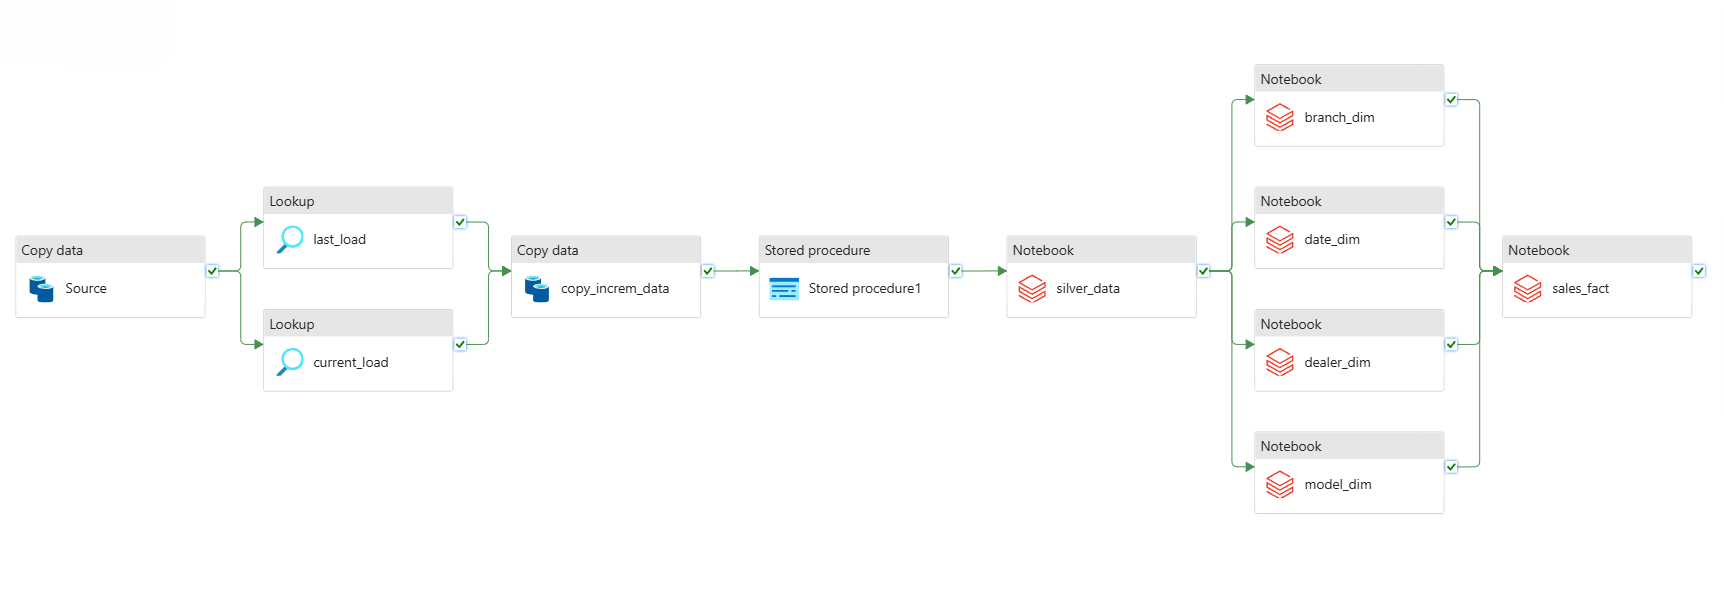 Copy data
Source
Lookup
last_load
Lookup
current_load
Copy data
copy_increm_data
Stored procedure
Stored procedure1
Notebook
silver_data
Notebook
branch_dim
Notebook
date_dim
Notebook
dealer_dim
Notebook
model_dim
Notebook
sales_fact